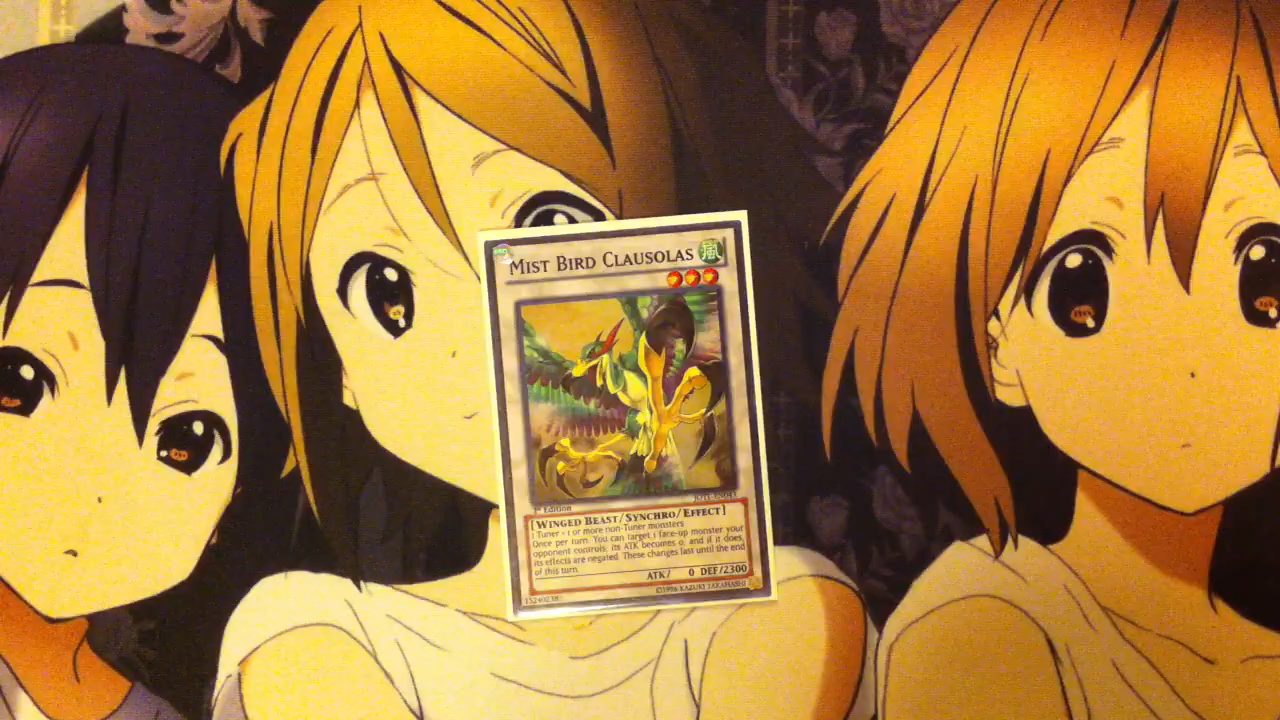 MIST BIRD CLAUSOLAS
風
JOTL-EN043
1st Edition
[WINGED BEAST/SYNCHRO/EFFECT]
1 Tuner + 1 or more non-Tuner monsters
Once per turn: You can target 1 face-up monster your
opponent controls; its ATK becomes 0, and if it does,
its effects are negated. These changes last until the end
of this turn.
ATK/ 0 DEF/2300
©1996 KAZUKI TAKAHASHI